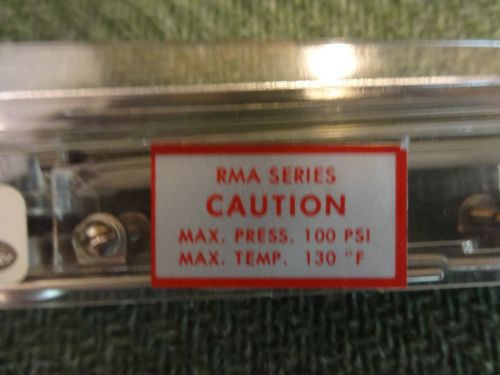 RMA SERIES
CAUTION
MAX. PRESS. 100 PSI
MAX. TEMP. 130 °F